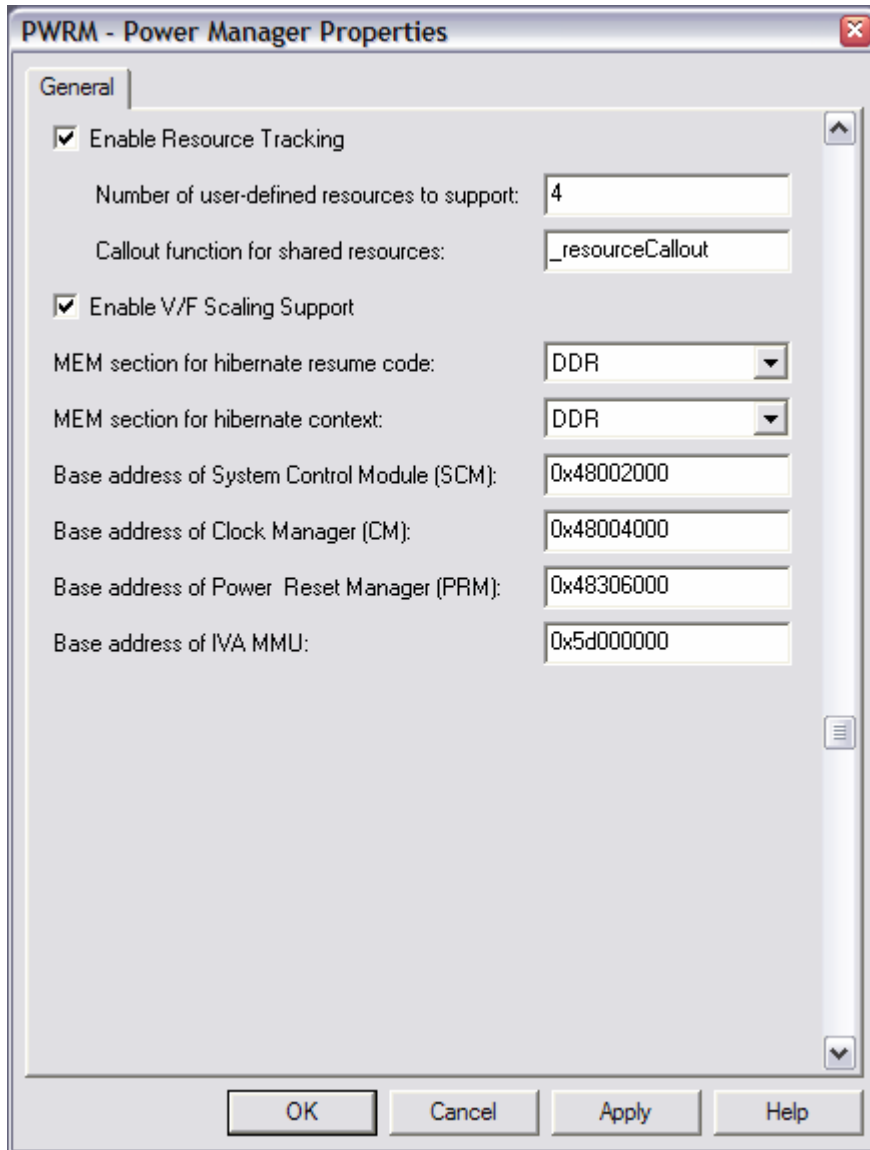 PWRM - Power Manager Properties
General
Enable Resource Tracking
Number of user-defined resources to support: 4
Callout function for shared resources: _resourceCallout
Enable V/F Scaling Support
MEM section for hibernate resume code: DDR
MEM section for hibernate context: DDR
Base address of System Control Module (SCM): 0x48002000
Base address of Clock Manager (CM): 0x48004000
Base address of Power  Reset Manager (PRM): 0x48306000
Base address of IVA MMU: 0x5d000000
OK Cancel Apply Help